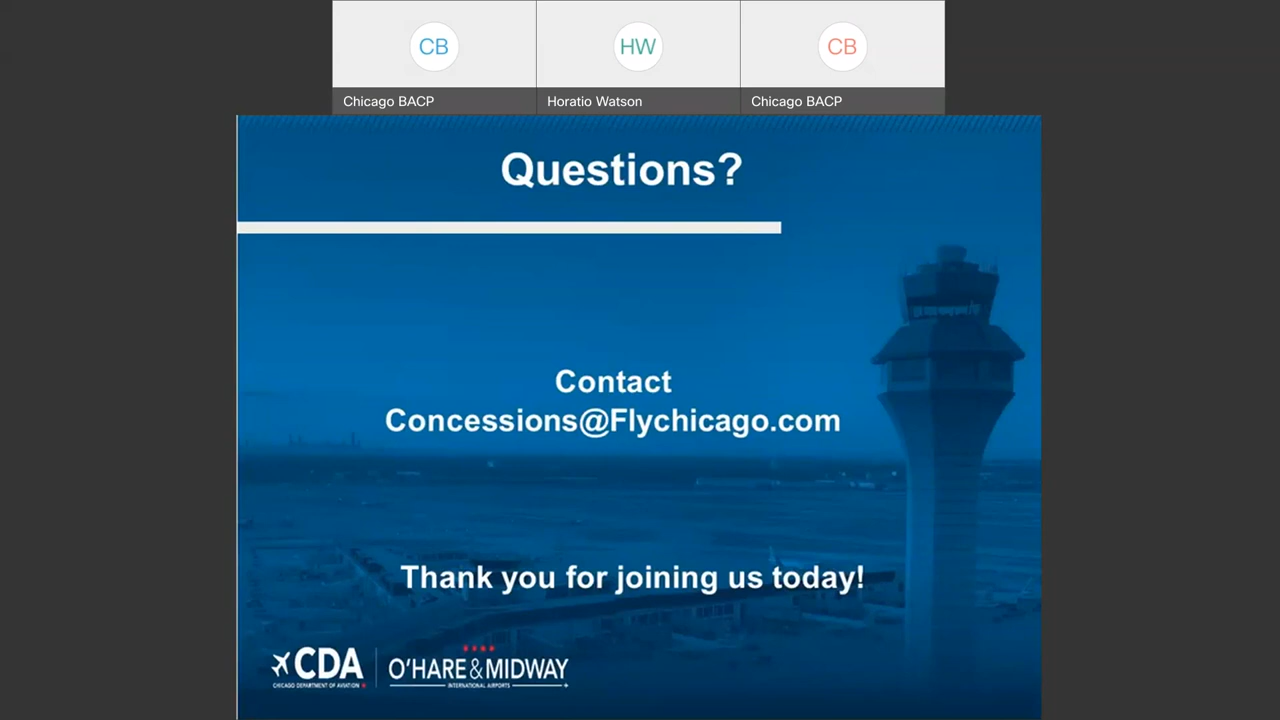 CB
HW
CB
Chicago BACP
Horatio Watson
Chicago BACP
Questions?
Contact
Concessions@Flychicago.com
Thank you for joining us today!
CDA
CHICAGO DEPARTMENT OF AVIATION
O'HARE & MIDWAY
INTERNATIONAL AIRPORTS